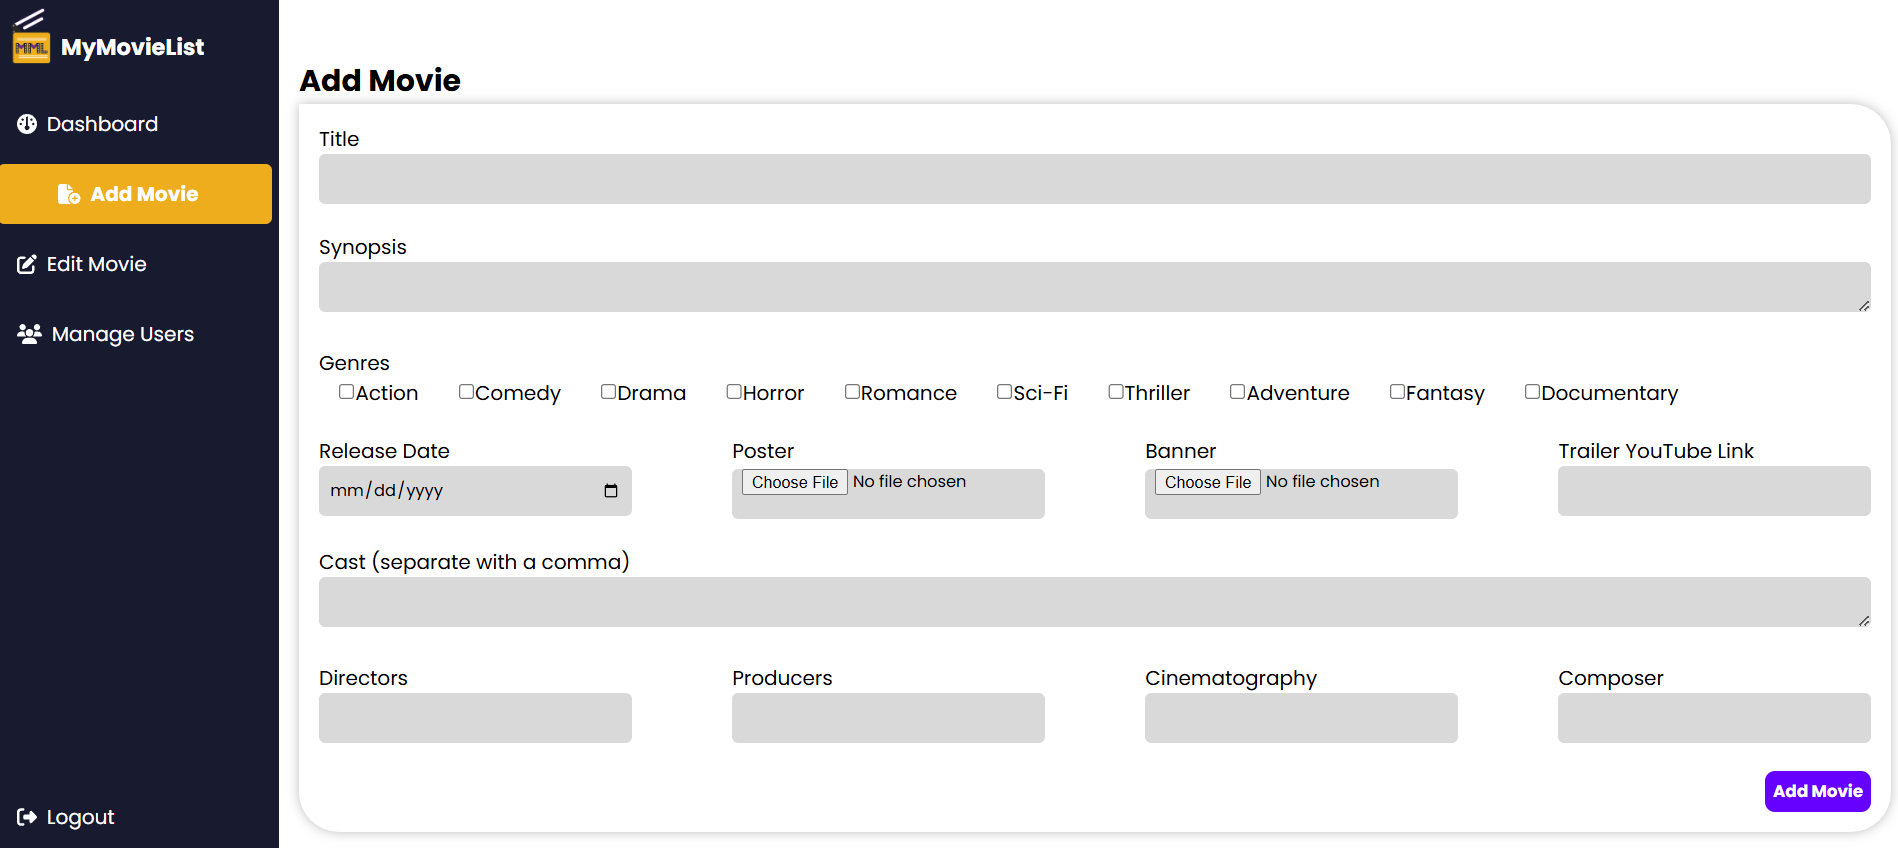 MML
MyMovieList
Dashboard
Add Movie
Edit Movie
Manage Users
Logout
Add Movie
Title
Synopsis
Genres
Action Comedy Drama Horror Romance Sci-Fi Thriller Adventure Fantasy Documentary
Release Date Poster Banner Trailer YouTube Link
mm/dd/yyyy Choose File No file chosen Choose File No file chosen
Cast (separate with a comma)
Directors Producers Cinematography Composer
Add Movie